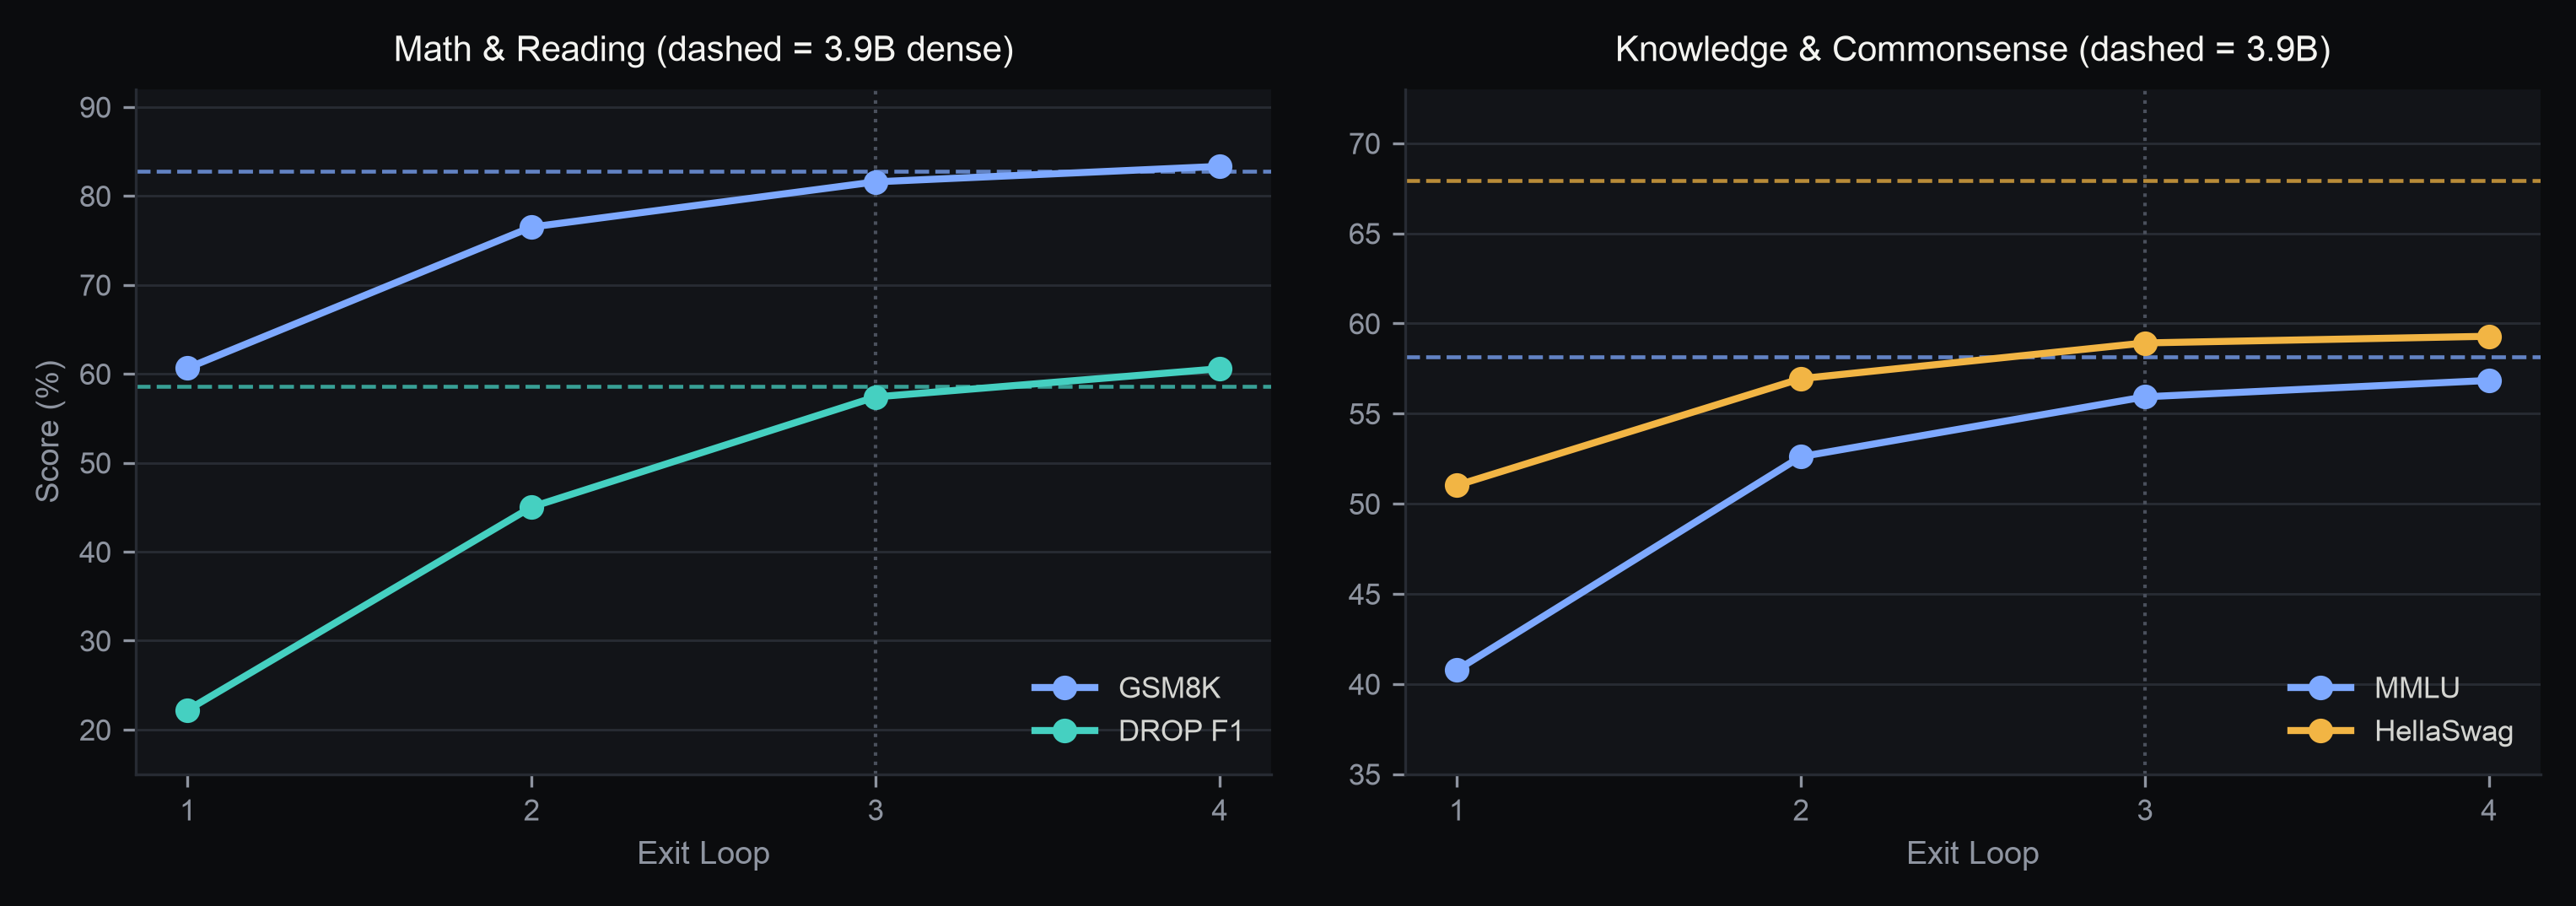 Math & Reading (dashed = 3.9B dense)
90
80
70
60
50
40
30
20
Score (%)
GSM8K
DROP F1
1 2 3 4
Exit Loop
Knowledge & Commonsense (dashed = 3.9B)
70
65
60
55
50
45
40
35
MMLU
HellaSwag
1 2 3 4
Exit Loop